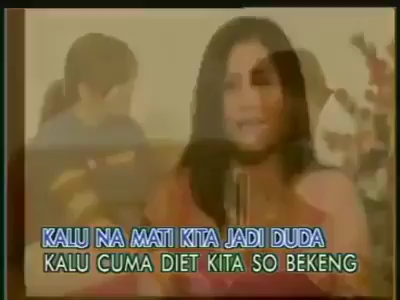 KALU NA MATI KITA JADI DUDA
KALU CUMA DIET KITA SO BEKENG